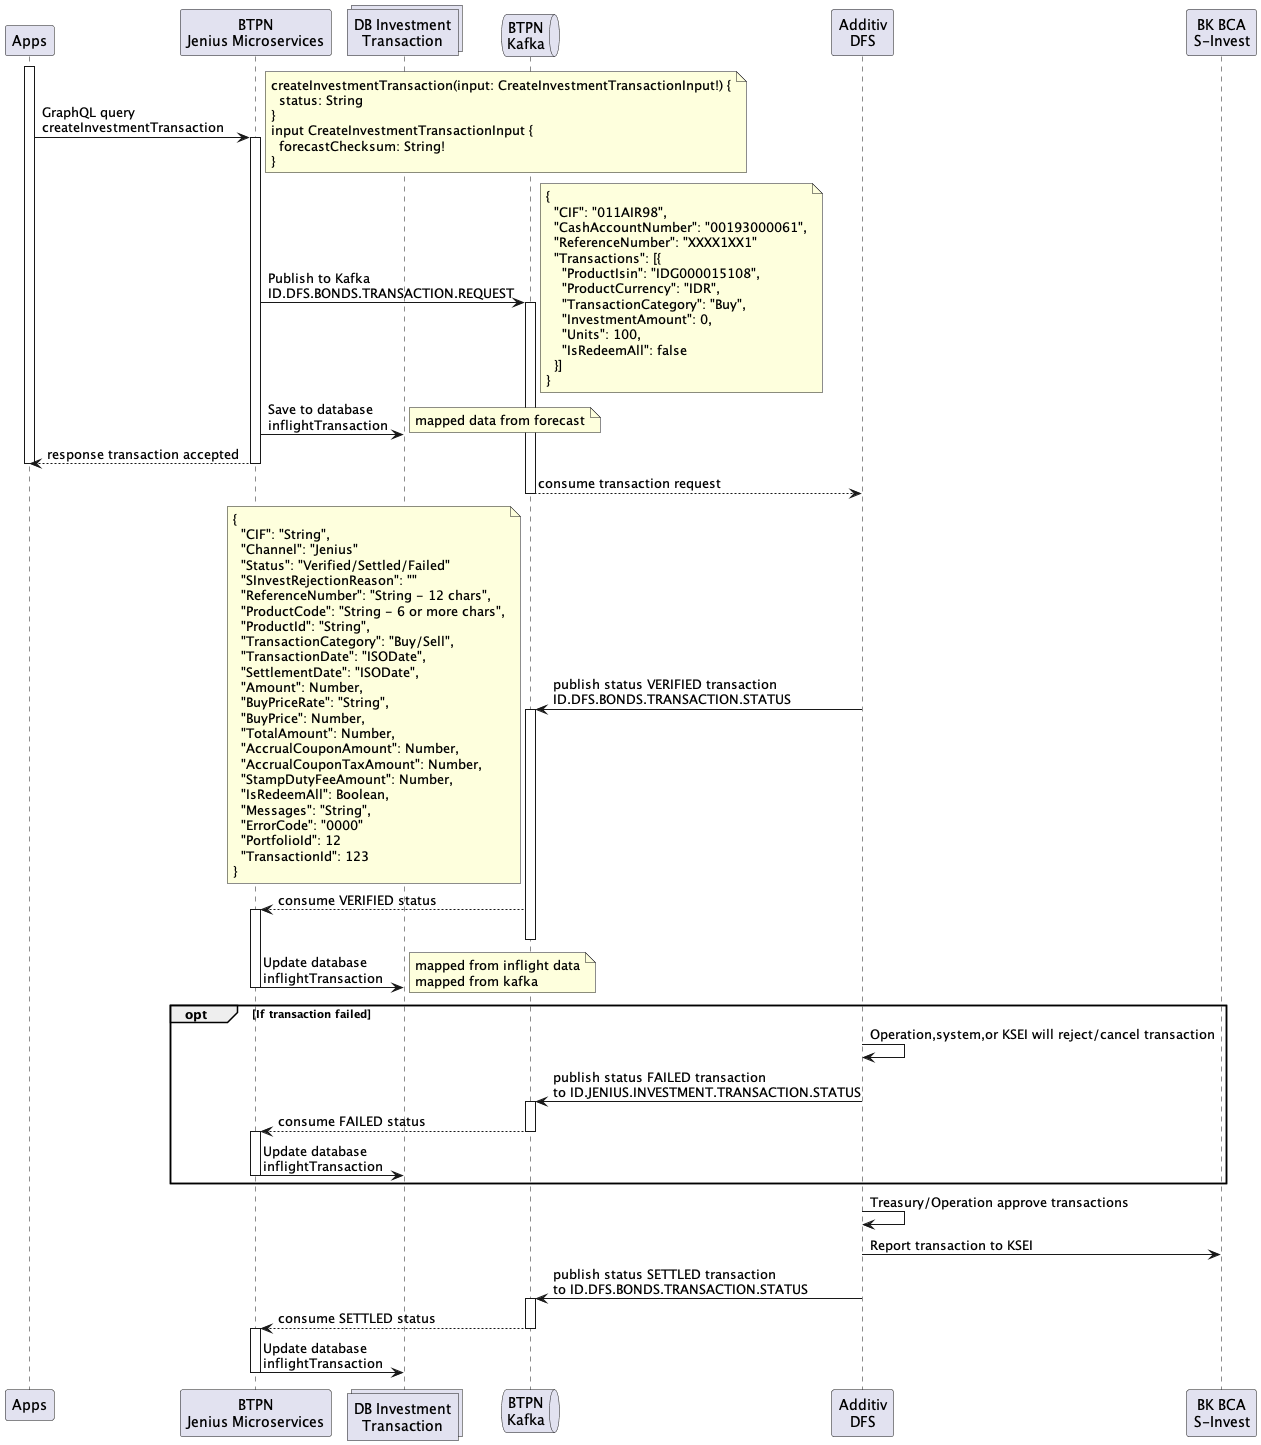 Apps
BTPN
Jenius Microservices
DB Investment
Transaction
BTPN
Kafka
Additiv
DFS
BK BCA
S-Invest
createInvestmentTransaction(input: CreateInvestmentTransactionInput!) {
status: String
}
input CreateInvestmentTransactionInput {
forecastChecksum: String!
}
GraphQL query
createInvestmentTransaction
{
"CIF": "011AIR98",
"CashAccountNumber": "00193000061",
"ReferenceNumber": "XXXX1XX1"
"Transactions": [{
"ProductIsin": "IDG000015108",
"ProductCurrency": "IDR",
"TransactionCategory": "Buy",
"InvestmentAmount": 0,
"Units": 100,
"IsRedeemAll": false
}]
}
Publish to Kafka
ID.DFS.BONDS.TRANSACTION.REQUEST
Save to database
inflightTransaction
mapped data from forecast
response transaction accepted
consume transaction request
{
"CIF": "String",
"Channel": "Jenius"
"Status": "Verified/Settled/Failed"
"SInvestRejectionReason": ""
"ReferenceNumber": "String - 12 chars",
"ProductCode": "String - 6 or more chars",
"ProductId": "String",
"TransactionCategory": "Buy/Sell",
"TransactionDate": "ISODate",
"SettlementDate": "ISODate",
"Amount": Number,
"BuyPriceRate": "String",
"BuyPrice": Number,
"TotalAmount": Number,
"AccrualCouponAmount": Number,
"AccrualCouponTaxAmount": Number,
"StampDutyFeeAmount": Number,
"IsRedeemAll": Boolean,
"Messages": "String",
"ErrorCode": "0000"
"PortfolioId": 12
"TransactionId": 123
}
publish status VERIFIED transaction
ID.DFS.BONDS.TRANSACTION.STATUS
consume VERIFIED status
Update database
inflightTransaction
mapped from inflight data
mapped from kafka
opt
[If transaction failed]
Operation,system,or KSEI will reject/cancel transaction
publish status FAILED transaction
to ID.JENIUS.INVESTMENT.TRANSACTION.STATUS
consume FAILED status
Update database
inflightTransaction
Treasury/Operation approve transactions
Report transaction to KSEI
publish status SETTLED transaction
to ID.DFS.BONDS.TRANSACTION.STATUS
consume SETTLED status
Update database
inflightTransaction
Apps
BTPN
Jenius Microservices
DB Investment
Transaction
BTPN
Kafka
Additiv
DFS
BK BCA
S-Invest